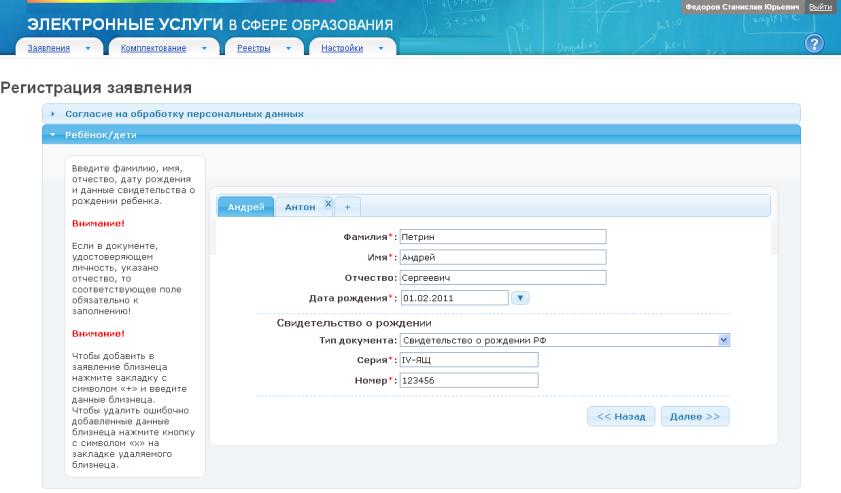 Федоров Станислав Юрьевич Выйти
ЭЛЕКТРОННЫЕ УСЛУГИ В СФЕРЕ ОБРАЗОВАНИЯ
Заявления Комплектование Реестры Настройки ?
Регистрация заявления
Согласие на обработку персональных данных
Ребёнок/дети
Введите фамилию, имя,
отчество, дату рождения
и данные свидетельства о
рождении ребенка.
Внимание!
Если в документе,
удостоверяющем
личность, указано
отчество, то
соответствующее поле
обязательно к
заполнению!
Внимание!
Чтобы добавить в
заявление близнеца
нажмите закладку с
символом «+» и введите
данные близнеца.
Чтобы удалить ошибочно
добавленные данные
близнеца нажмите кнопку
с символом «x» на
закладке удаляемого
близнеца.
Андрей Антон X +
Фамилия*: Петрин
Имя*: Андрей
Отчество: Сергеевич
Дата рождения*: 01.02.2011
Свидетельство о рождении
Тип документа: Свидетельство о рождении РФ
Серия*: IV-ЯЩ
Номер*: 123456
<< Назад Далее >>